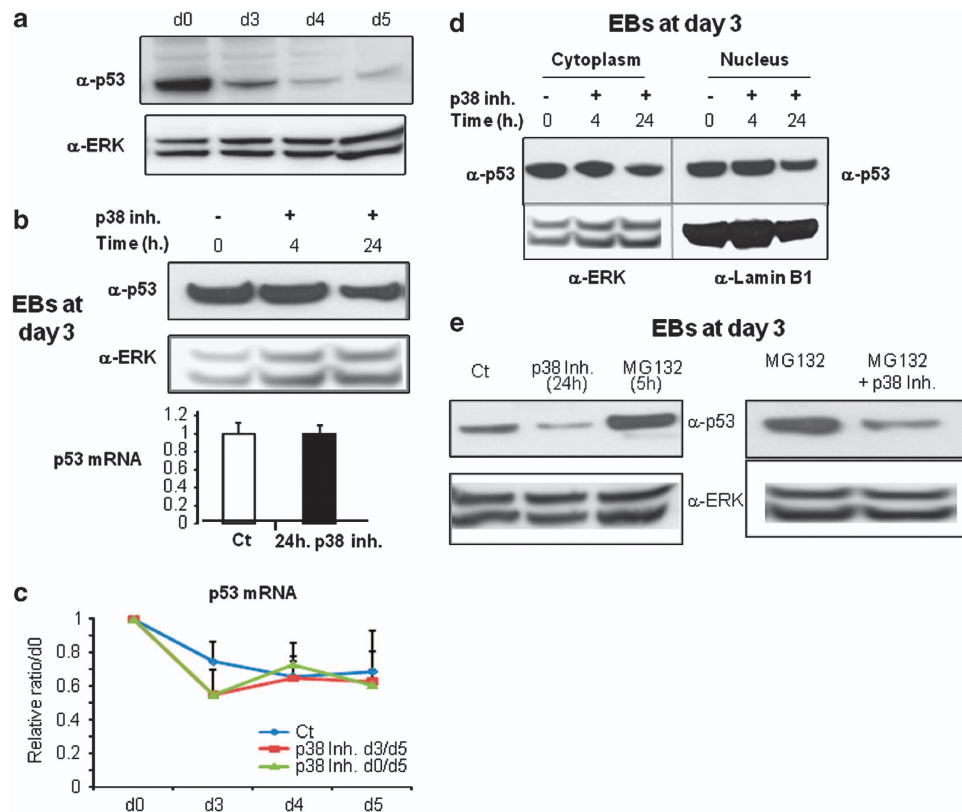 a
d0 d3 d4 d5
α-p53
α-ERK
b
p38 inh. - + +
Time (h.) 0 4 24
α-p53
EBs at
day 3
α-ERK
1.2
1
0.8
0.6
0.4
0.2
0
p53 mRNA
Ct 24h. p38 inh.
c
p53 mRNA
Relative ratio/d0
1
0.8
0.6
0.4
0.2
0
Ct
p38 Inh. d3/d5
p38 Inh. d0/d5
d0 d3 d4 d5
d
EBs at day 3
Cytoplasm Nucleus
p38 inh. - + + - + +
Time (h.) 0 4 24 0 4 24
α-p53 α-p53
α-ERK α-Lamin B1
e
EBs at day 3
Ct p38 Inh. (24h) MG132 (5h) MG132 MG132 + p38 Inh.
α-p53
α-ERK